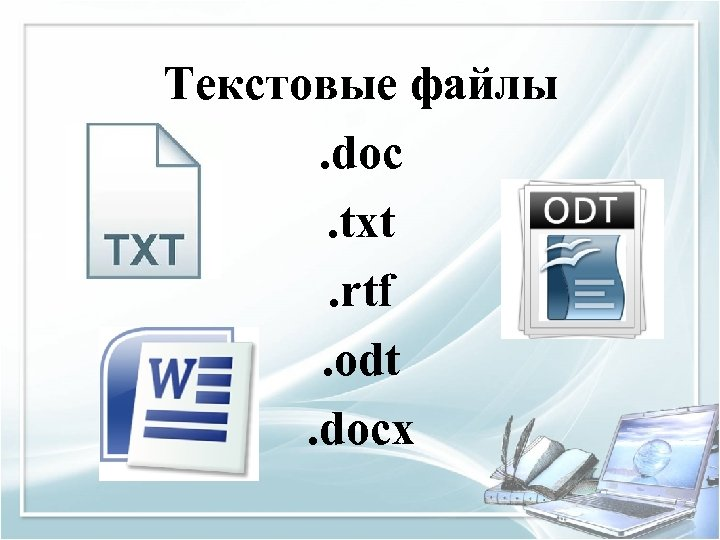 Текстовые файлы
.doc
.txt
.rtf
.odt
.docx
TXT
ODT
W